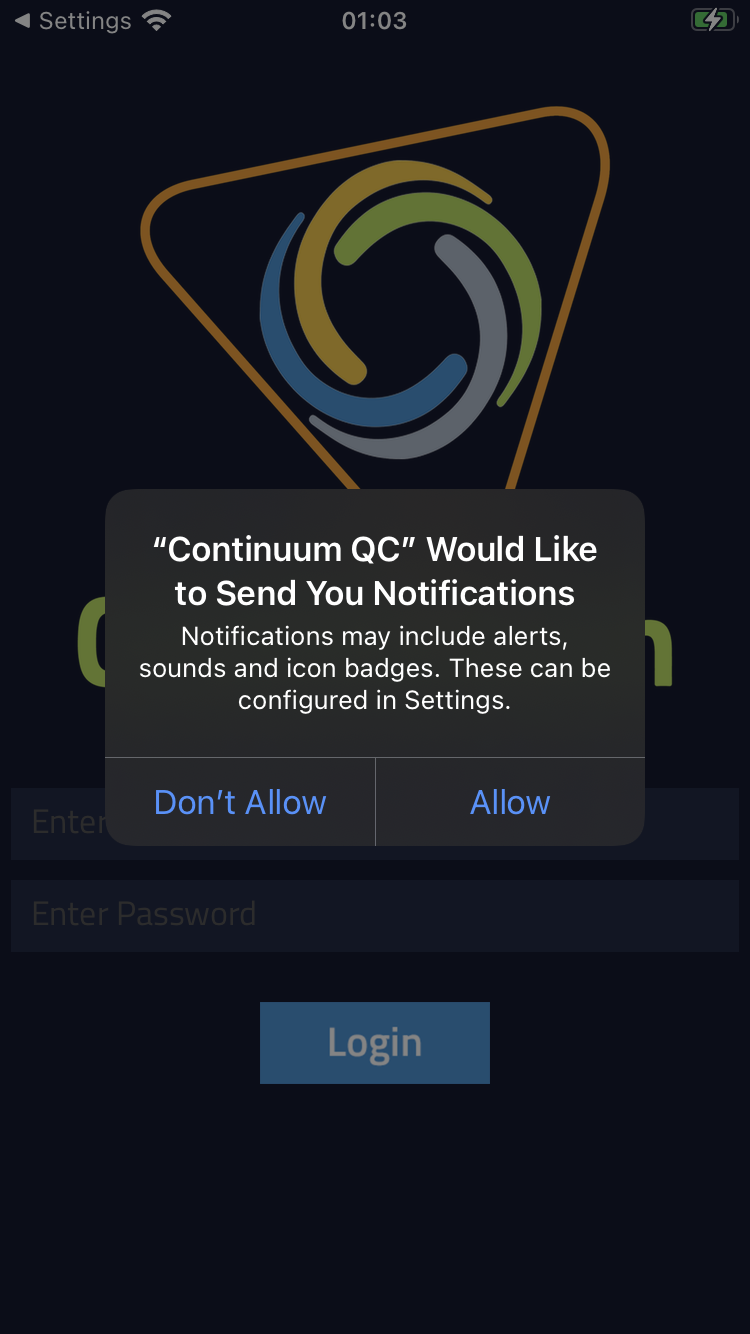 Settings
01:03
“Continuum QC” Would Like
to Send You Notifications
Notifications may include alerts,
sounds and icon badges. These can be
configured in Settings.
Don’t Allow
Allow
Enter Password
Login